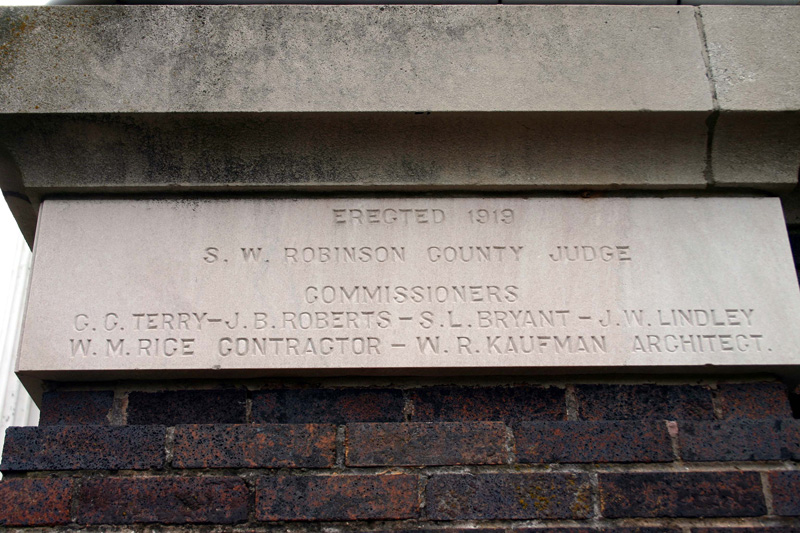 ERECTED 1919
S. W. ROBINSON COUNTY JUDGE
COMMISSIONERS
C. C. TERRY-J. B. ROBERTS - S. L. BRYANT - J. W. LINDLEY
W. M. RICE CONTRACTOR - W. R. KAUFMAN ARCHITECT.